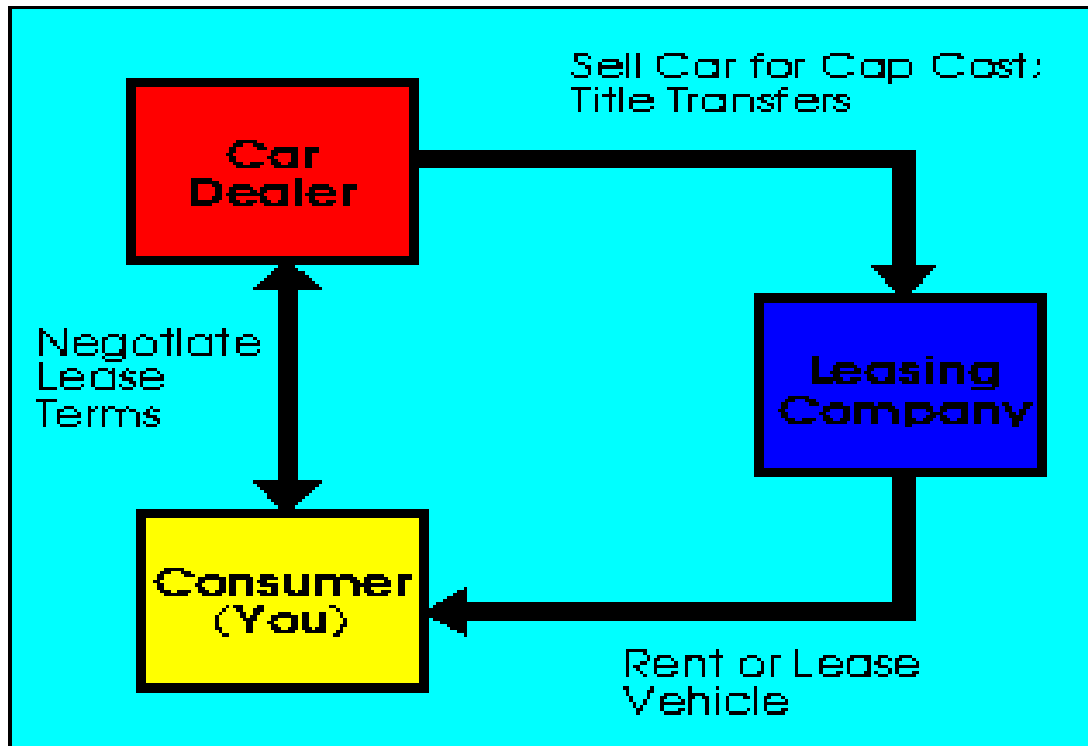 Sell Car for Cap Cost;
Title Transfers
Car
Dealer
Negotiate
Lease
Terms
Leasing
Company
Consumer
(You)
Rent or Lease
Vehicle